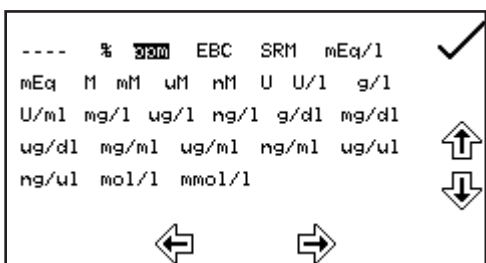 ---- % ppm EBC SRM mEq/l
mEq M mM uM nM U U/l g/l
U/ml mg/l ug/l ng/l g/dl mg/dl
ug/dl mg/ml ug/ml ng/ml ug/ul
ng/ul mol/l mmol/l